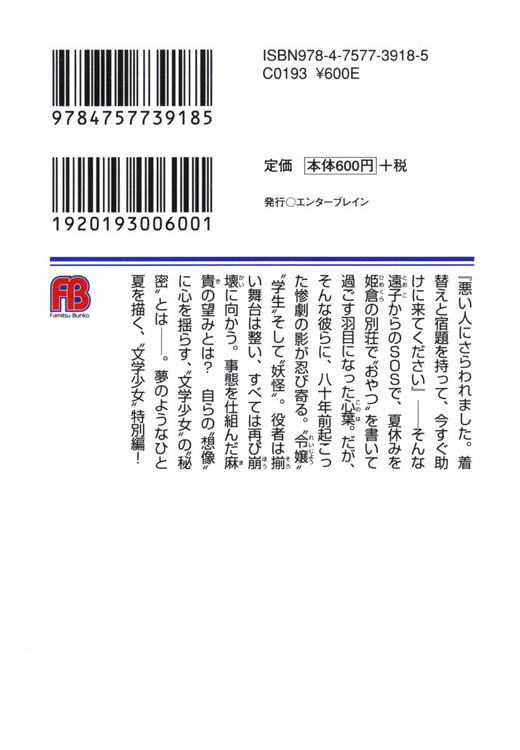 ISBN978-4-7577-3918-5
C0193 ¥600E
9784757739185
定価 本体600円+税
1920193006001
発行○エンターブレイン
『悪い人にさらわれました。着
替えと宿題を持って、今すぐ助
けに来てください』――そんな
遠子からのSOSで、夏休みを
姫倉の別荘で〝おやつ〟を書いて
過ごす羽目になった心葉。だが、
そんな彼らに、八十年前起こっ
た惨劇の影が忍び寄る。〝令嬢〟
〝学生〟そして〝妖怪〟。役者は揃
い舞台は整い、すべては再び崩
壊に向かう。事態を仕組んだ麻
貴の望みとは？　自らの〝想像〟
に心を揺らす、〝文学少女〟の〝秘
密〟とは――。夢のようなひと
夏を描く、〝文学少女〟特別編！
FB
Famitsu Bunko